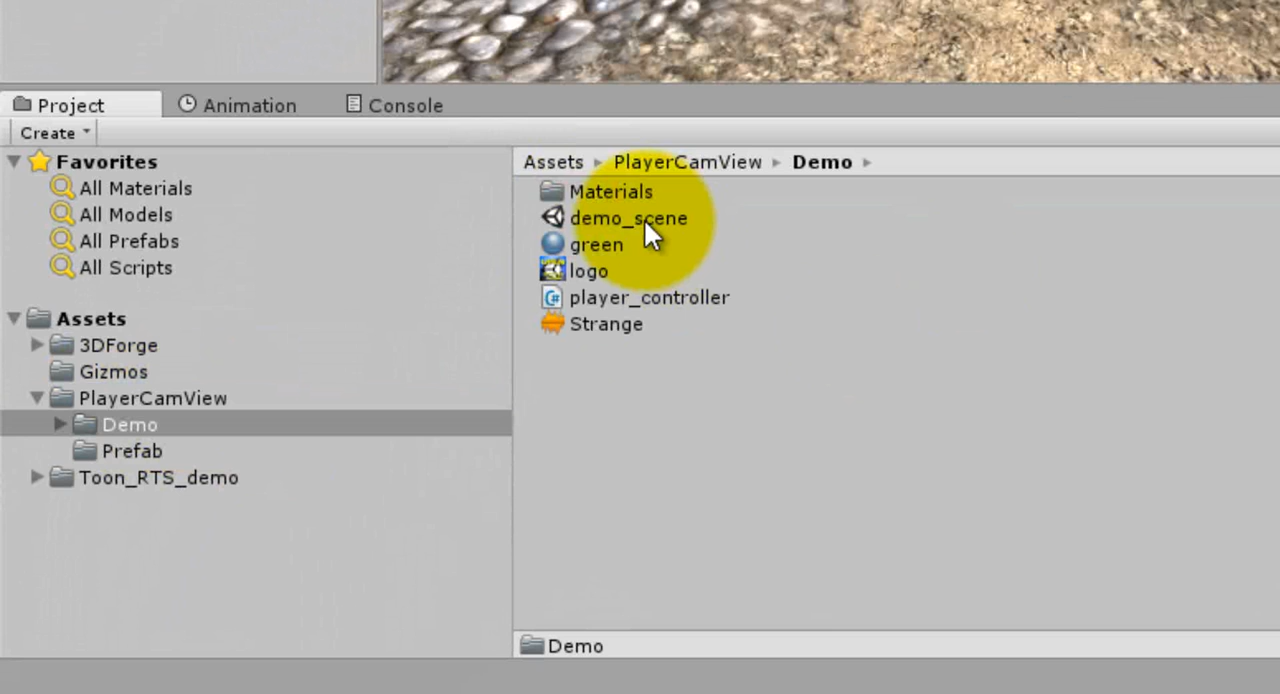 Project Animation Console
Create
Favorites
All Materials
All Models
All Prefabs
All Scripts
Assets
3DForge
Gizmos
PlayerCamView
Demo
Prefab
Toon_RTS_demo
Assets PlayerCamView Demo
Materials
demo_scene
green
logo
player_controller
Strange
Demo